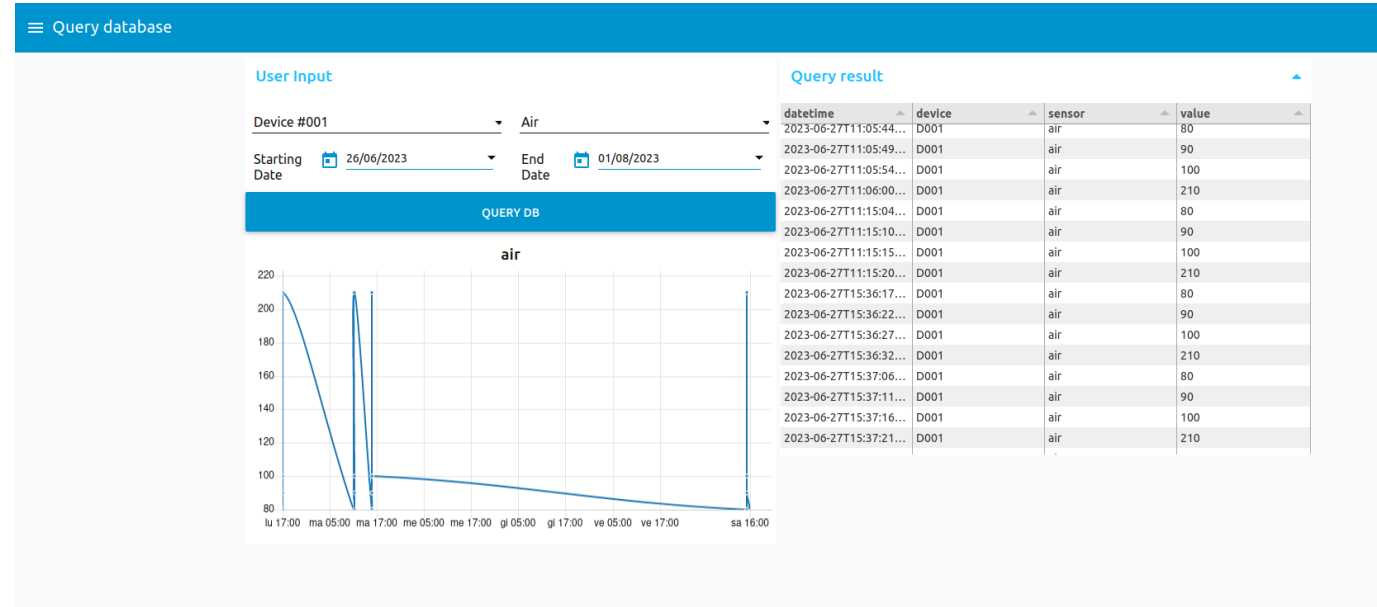 Query database
User Input
Device #001 Air
Starting Date 26/06/2023 End Date 01/08/2023
QUERY DB
air
220
200
180
160
140
120
100
80
lu 17:00 ma 05:00 ma 17:00 me 05:00 me 17:00 gi 05:00 gi 17:00 ve 05:00 ve 17:00 sa 16:00
Query result
datetime device sensor value
2023-06-27T11:05:44... D001 air 80
2023-06-27T11:05:49... D001 air 90
2023-06-27T11:05:54... D001 air 100
2023-06-27T11:06:00... D001 air 210
2023-06-27T11:15:04... D001 air 80
2023-06-27T11:15:10... D001 air 90
2023-06-27T11:15:15... D001 air 100
2023-06-27T11:15:20... D001 air 210
2023-06-27T15:36:17... D001 air 80
2023-06-27T15:36:22... D001 air 90
2023-06-27T15:36:27... D001 air 100
2023-06-27T15:36:32... D001 air 210
2023-06-27T15:37:06... D001 air 80
2023-06-27T15:37:11... D001 air 90
2023-06-27T15:37:16... D001 air 100
2023-06-27T15:37:21... D001 air 210